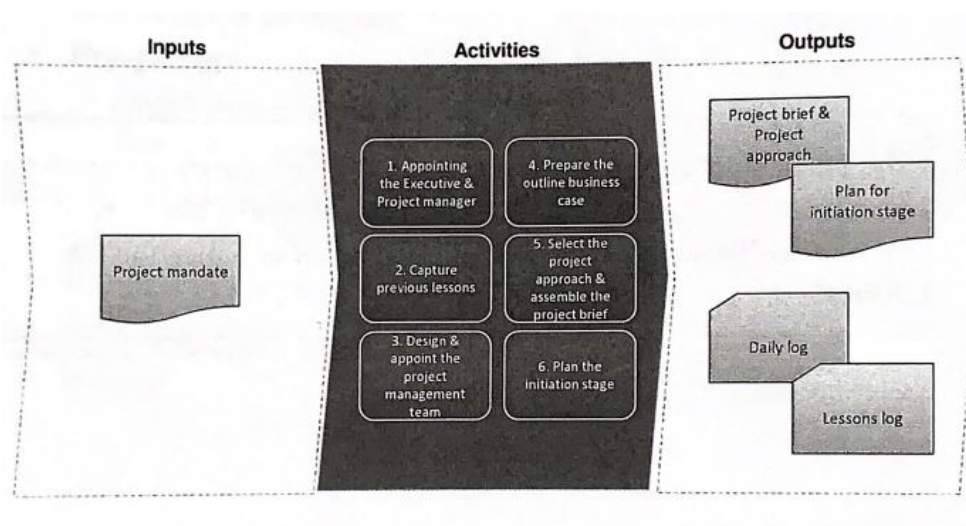 Inputs
Activities
Outputs
Project mandate
1. Appointing
the Executive &
Project manager
2. Capture
previous lessons
3. Design &
appoint the
project
management
team
4. Prepare the
outline business
case
5. Select the
project
approach &
assemble the
project brief
6. Plan the
initiation stage
Project brief &
Project
approach
Plan for
initiation stage
Daily log
Lessons log